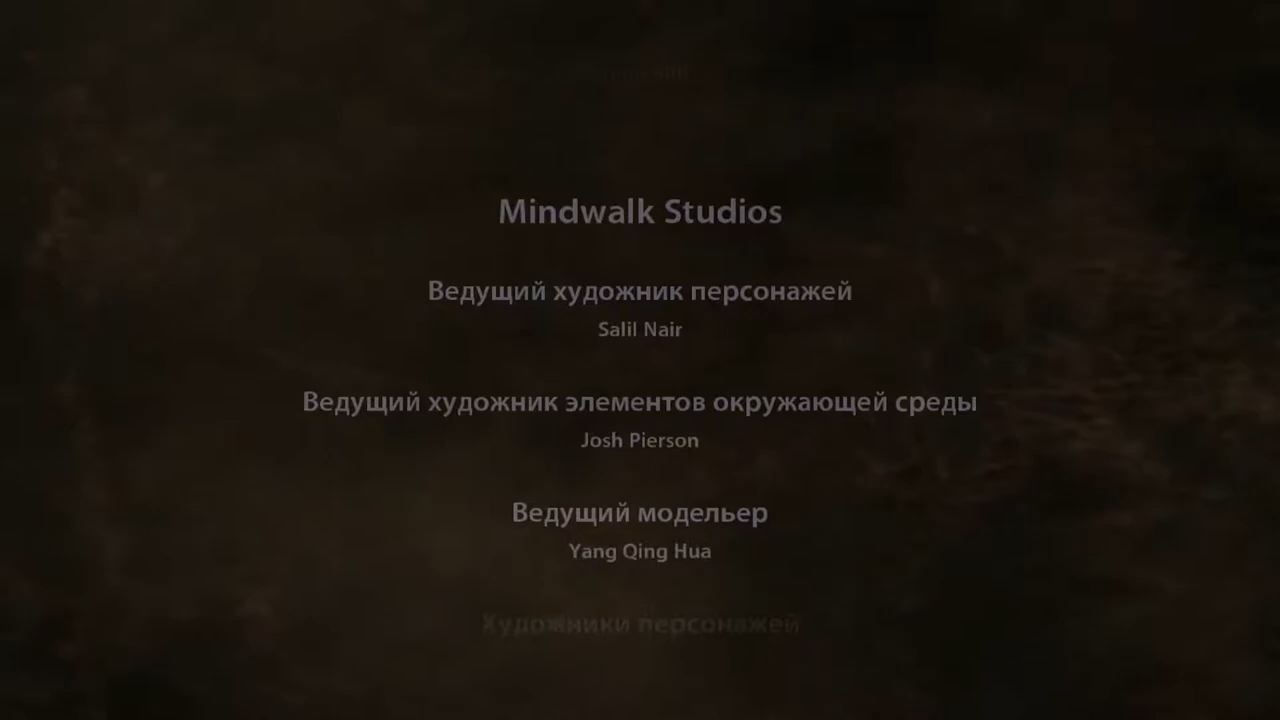 Mindwalk Studios
Ведущий художник персонажей
Salil Nair
Ведущий художник элементов окружающей среды
Josh Pierson
Ведущий модельер
Yang Qing Hua
Художники персонажей